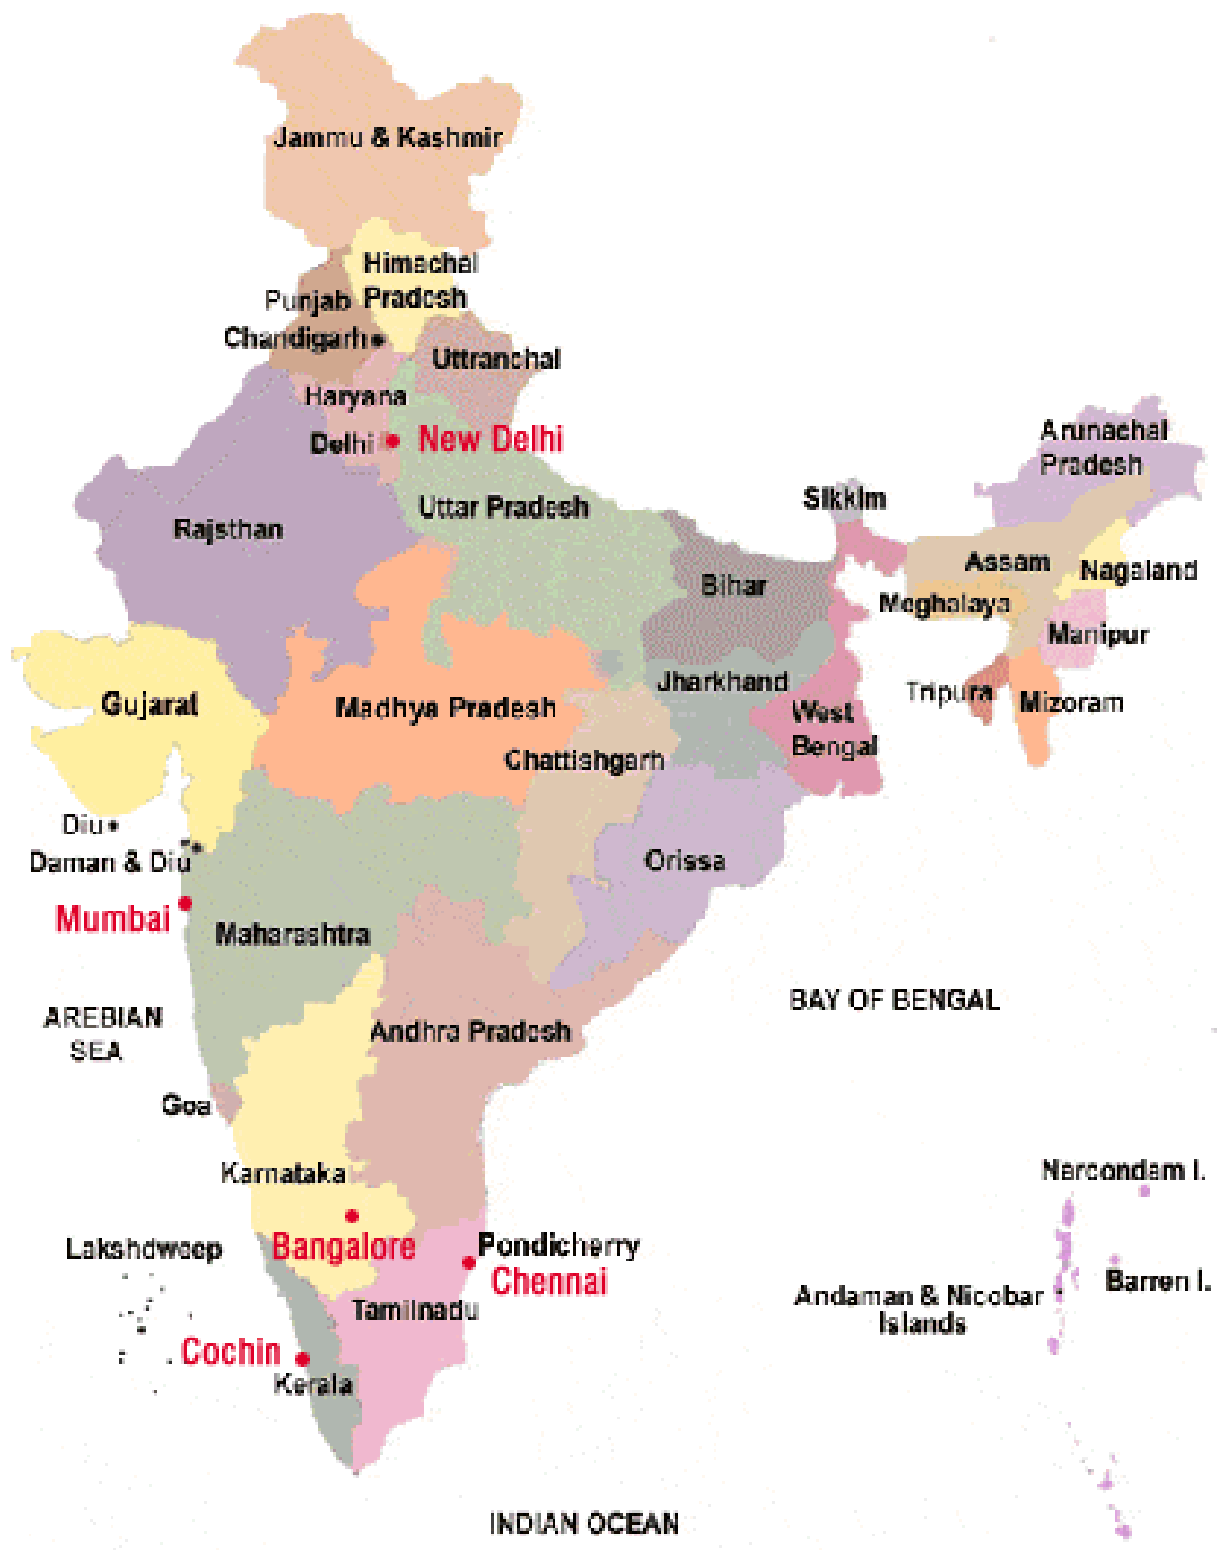 Jammu & Kashmir
Himachal
Pradesh
Punjab
Chandigarh
Uttranchal
Haryana
Delhi
New Delhi
Arunachal
Pradesh
Sikkim
Uttar Pradesh
Rajsthan
Assam
Nagaland
Bihar
Meghalaya
Manipur
Jharkhand
Tripura
Mizoram
Gujarat
Madhya Pradesh
West
Bengal
Chattishgarh
Diu
Daman & Diu
Orissa
Mumbai
Maharashtra
BAY OF BENGAL
AREBIAN
SEA
Andhra Pradesh
Goa
Karnataka
Narcondam I.
Lakshdweep
Bangalore
Pondicherry
Chennai
Barren I.
Andaman & Nicobar
Islands
Tamilnadu
Cochin
Kerala
INDIAN OCEAN